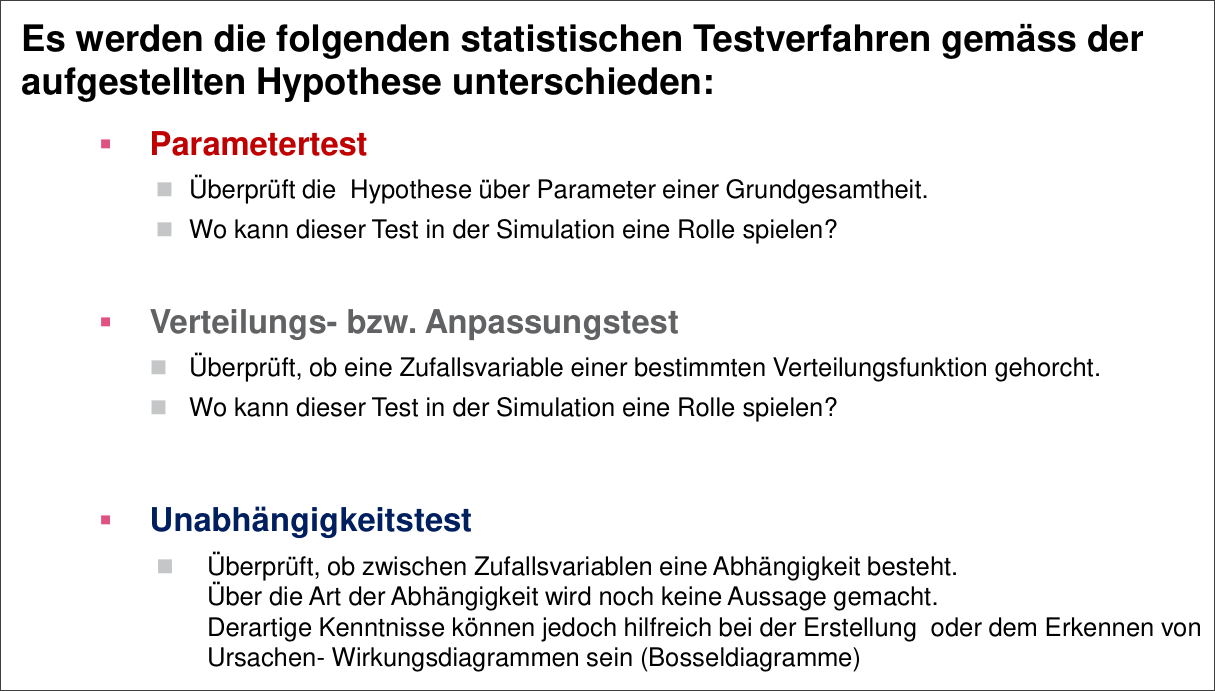 Es werden die folgenden statistischen Testverfahren gemäss der
aufgestellten Hypothese unterschieden:
Parametertest
Überprüft die Hypothese über Parameter einer Grundgesamtheit.
Wo kann dieser Test in der Simulation eine Rolle spielen?
Verteilungs- bzw. Anpassungstest
Überprüft, ob eine Zufallsvariable einer bestimmten Verteilungsfunktion gehorcht.
Wo kann dieser Test in der Simulation eine Rolle spielen?
Unabhängigkeitstest
Überprüft, ob zwischen Zufallsvariablen eine Abhängigkeit besteht.
Über die Art der Abhängigkeit wird noch keine Aussage gemacht.
Derartige Kenntnisse können jedoch hilfreich bei der Erstellung oder dem Erkennen von
Ursachen- Wirkungsdiagrammen sein (Bosseldiagramme)